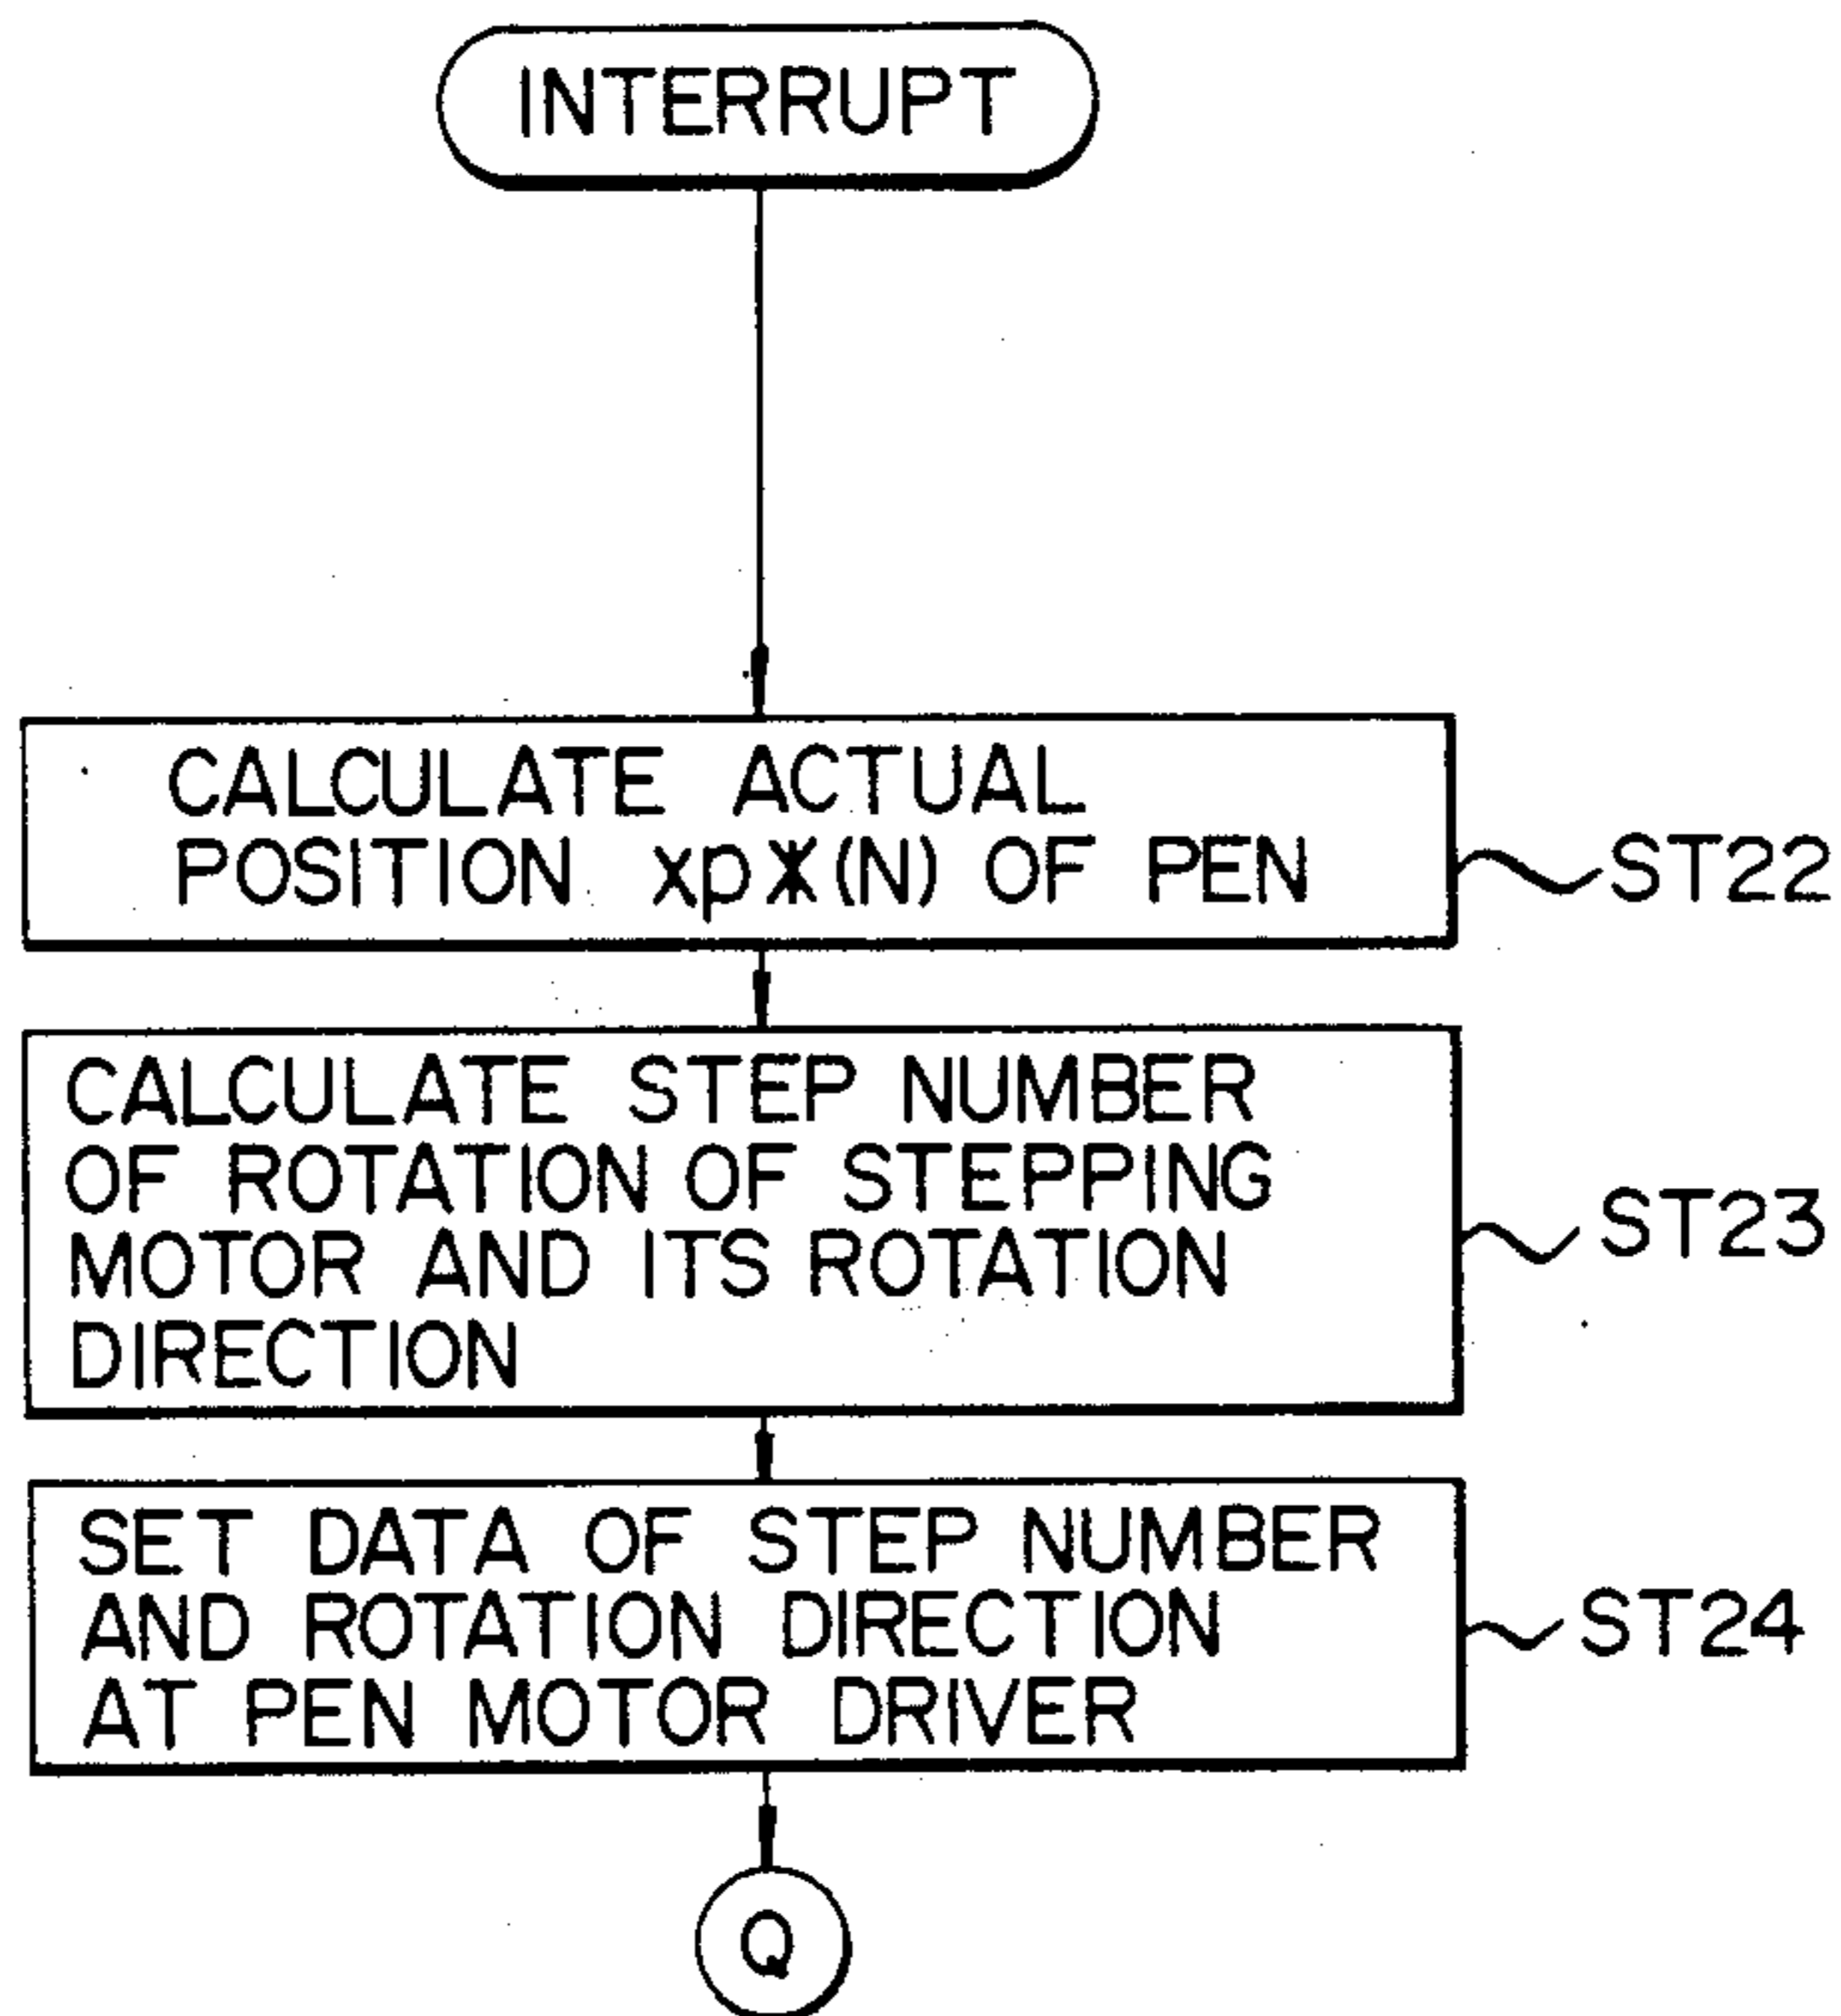 INTERRUPT
CALCULATE ACTUAL
POSITION xp※(N) OF PEN
ST22
CALCULATE STEP NUMBER
OF ROTATION OF STEPPING
MOTOR AND ITS ROTATION
DIRECTION
ST23
SET DATA OF STEP NUMBER
AND ROTATION DIRECTION
AT PEN MOTOR DRIVER
ST24
Q